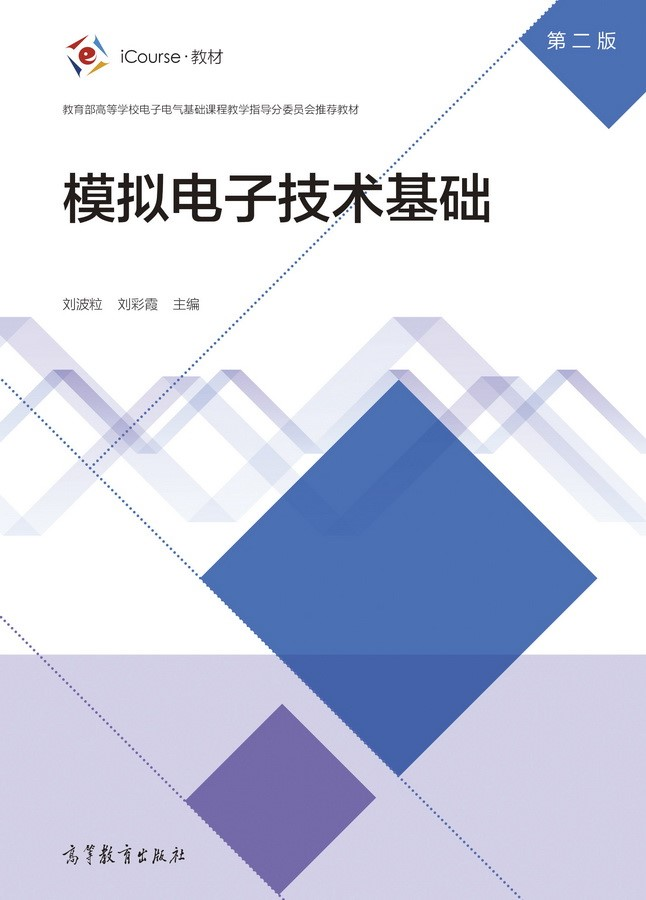 第二版
iCourse·教材
教育部高等学校电子电气基础课程教学指导分委员会推荐教材
模拟电子技术基础
刘波粒 刘彩霞 主编
高等教育出版社